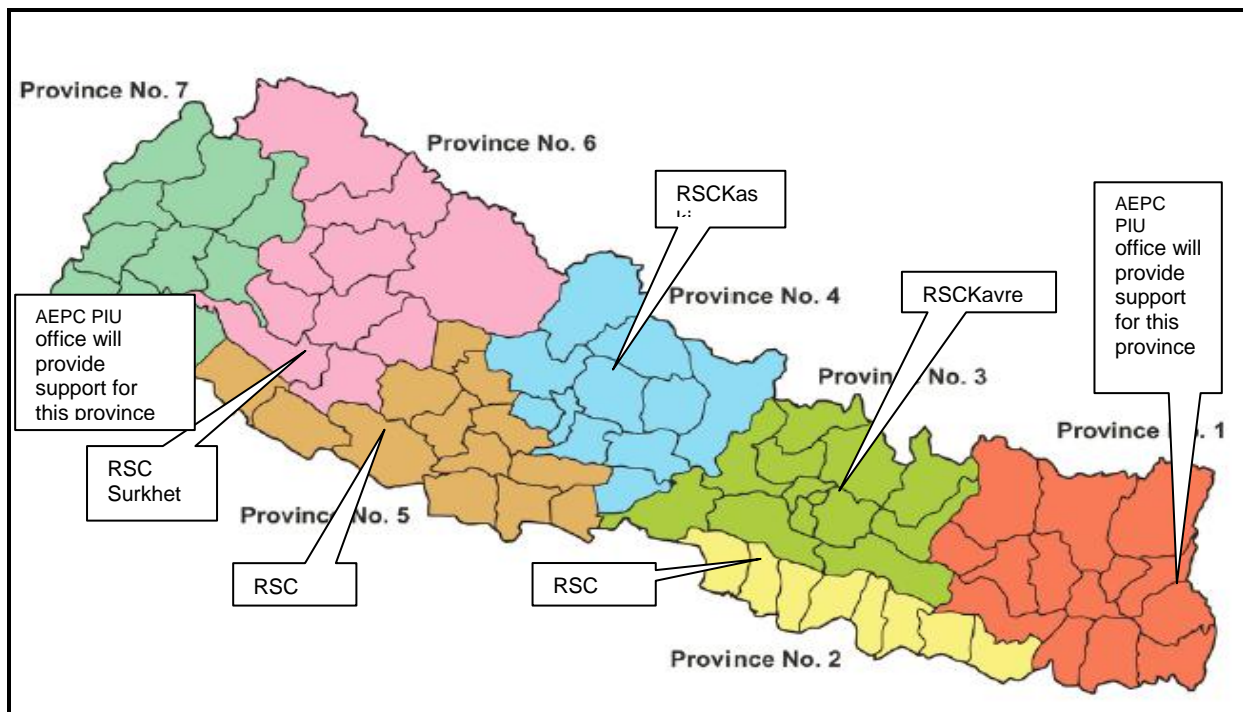 Province No. 7
Province No. 6
RSCKas
AEPC
PIU
office will
provide
support
for this
province
Province No. 4
RSCKavre
AEPC PIU
office will
provide
support for
this province
Province No. 3
Province No. 1
RSC
Surkhet
Province No. 5
RSC
RSC
Province No. 2